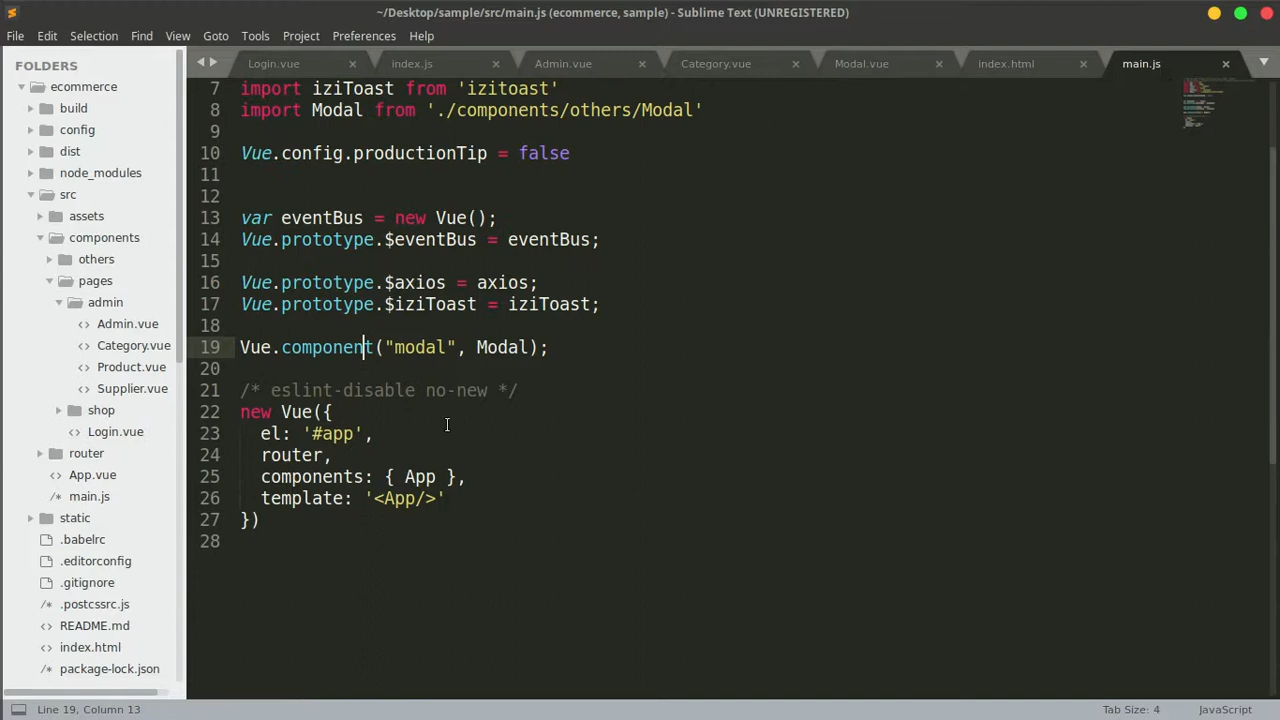 ~/Desktop/sample/src/main.js (ecommerce, sample) - Sublime Text (UNREGISTERED)
File Edit Selection Find View Goto Tools Project Preferences Help
Login.vue index.js Admin.vue Category.vue Modal.vue index.html main.js
FOLDERS
ecommerce
build
config
dist
node_modules
src
assets
components
others
pages
admin
Admin.vue
Category.vue
Product.vue
Supplier.vue
shop
Login.vue
router
App.vue
main.js
static
.babelrc
.editorconfig
.gitignore
.postcssrc.js
README.md
index.html
package-lock.json
7 import iziToast from 'izitoast'
8 import Modal from './components/others/Modal'
9
10 Vue.config.productionTip = false
11
12
13 var eventBus = new Vue();
14 Vue.prototype.$eventBus = eventBus;
15
16 Vue.prototype.$axios = axios;
17 Vue.prototype.$iziToast = iziToast;
18
19 Vue.component("modal", Modal);
20
21 /* eslint-disable no-new */
22 new Vue({
23 el: '#app',
24 router,
25 components: { App },
26 template: '<App/>'
27 })
28
Line 19, Column 13
Tab Size: 4 JavaScript